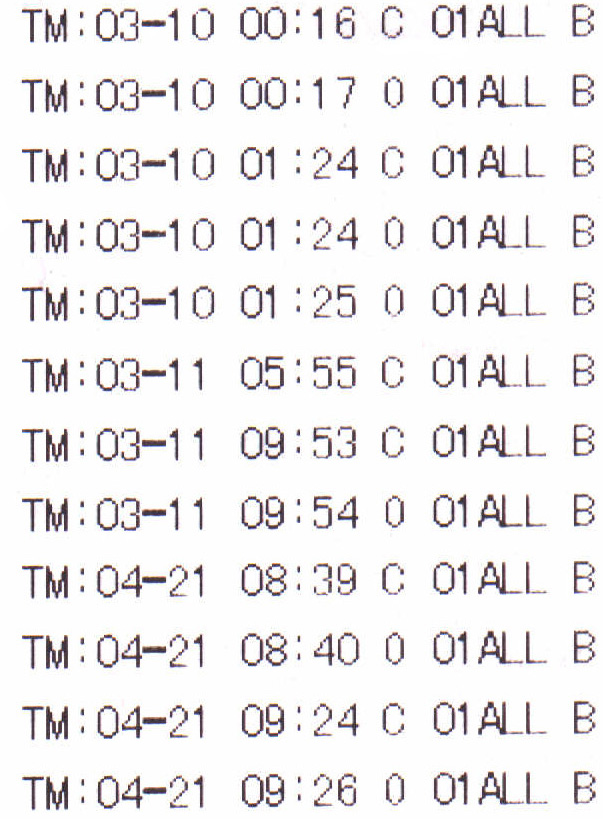 TM:03-10 00:16 C 01ALL B
TM:03-10 00:17 0 01ALL B
TM:03-10 01:24 C 01ALL B
TM:03-10 01:24 0 01ALL B
TM:03-10 01:25 0 01ALL B
TM:03-11 05:55 C 01ALL B
TM:03-11 09:53 C 01ALL B
TM:03-11 09:54 0 01ALL B
TM:04-21 08:39 C 01ALL B
TM:04-21 08:40 0 01ALL B
TM:04-21 09:24 C 01ALL B
TM:04-21 09:26 0 01ALL B